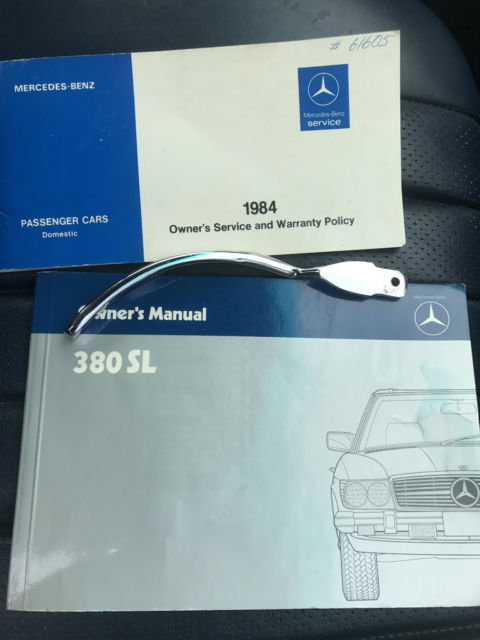 # 61605
MERCEDES-BENZ
Mercedes-Benz
service
1984
Owner's Service and Warranty Policy
PASSENGER CARS
Domestic
Owner's Manual
Mercedes-Benz
380 SL